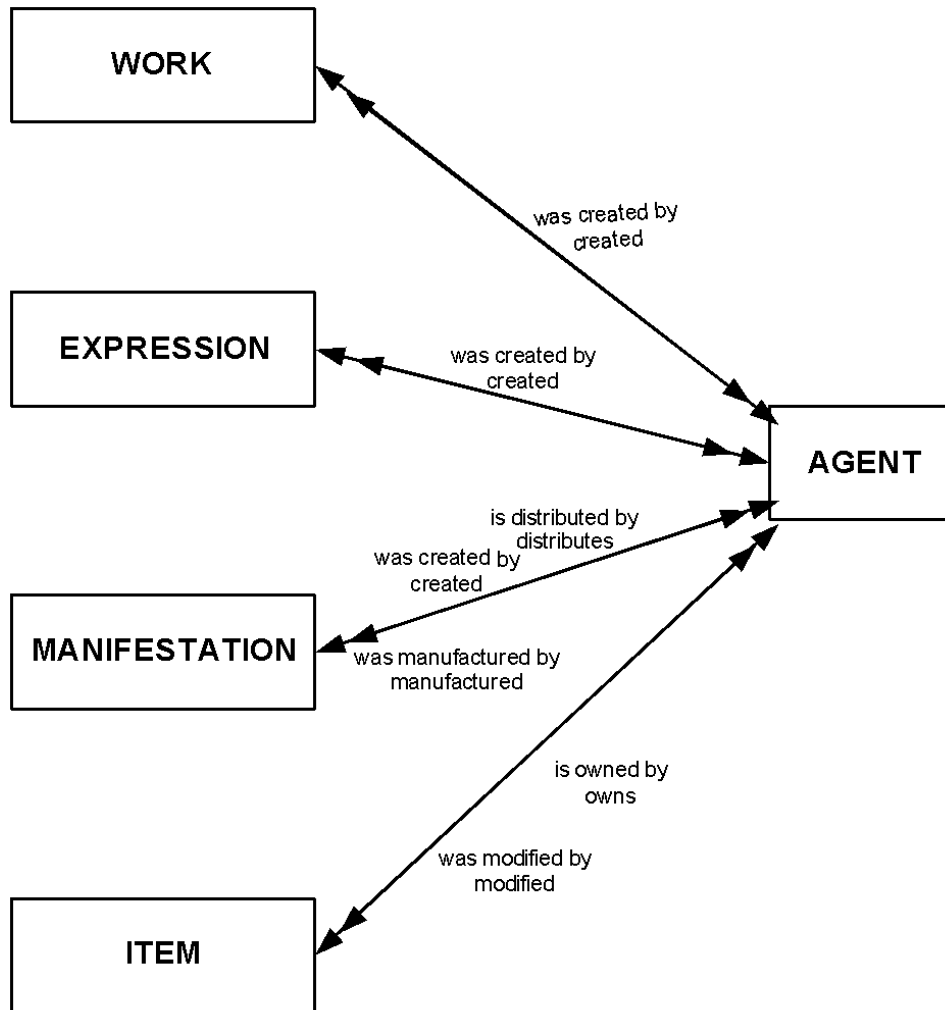 WORK
was created by
created
EXPRESSION
was created by
created
AGENT
is distributed by
distributes
was created by
created
MANIFESTATION
was manufactured by
manufactured
is owned by
owns
was modified by
modified
ITEM